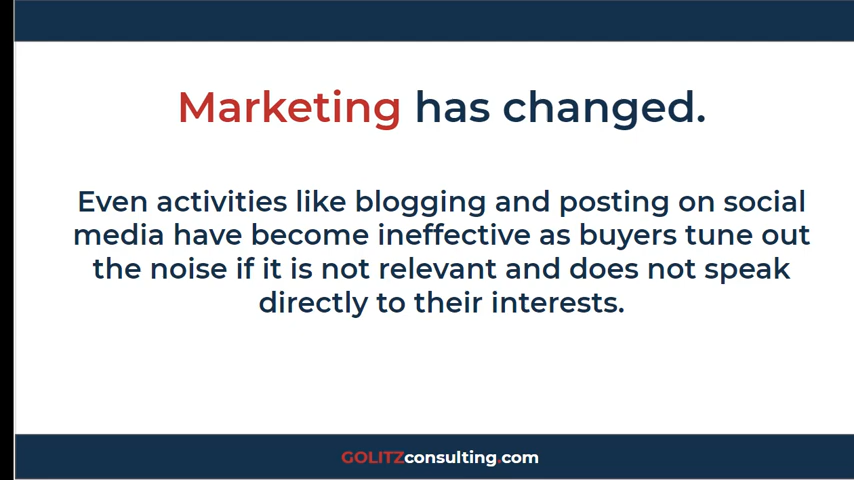 Marketing has changed.
Even activities like blogging and posting on social
media have become ineffective as buyers tune out
the noise if it is not relevant and does not speak
directly to their interests.
GOLITZconsulting.com